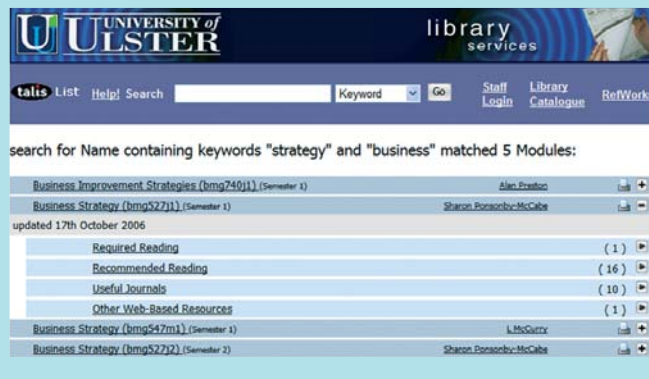 UNIVERSITY of
ULSTER
library
services
talis List Help! Search Keyword Go Staff Login Library Catalogue RefWork
search for Name containing keywords "strategy" and "business" matched 5 Modules:
Business Improvement Strategies (bmg740j1) (Semester 1) Alan Preston +
Business Strategy (bmg527j1) (Semester 1) Sharon Ponsonby-McCabe -
updated 17th October 2006
Required Reading (1)
Recommended Reading (16)
Useful Journals (10)
Other Web-Based Resources (1)
Business Strategy (bmg547m1) (Semester 1) L McCurry +
Business Strategy (bmg527j2) (Semester 2) Sharon Ponsonby-McCabe +